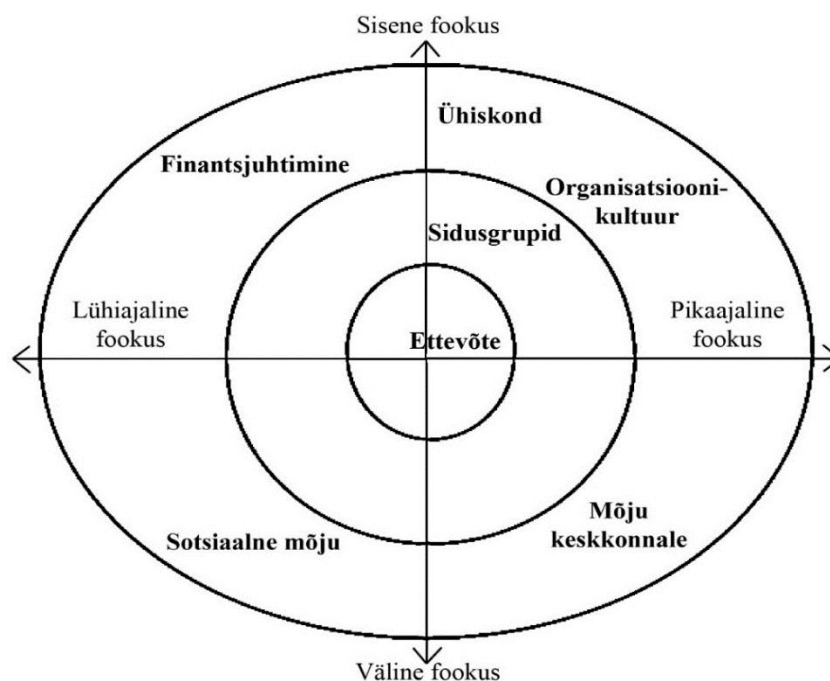 Sisene fookus
Ühiskond
Finantsjuhtimine
Organisatsiooni-
kultuur
Sidusgrupid
Lühiajaline
fookus
Pikaajaline
fookus
Ettevõte
Sotsiaalne mõju
Mõju
keskkonnale
Väline fookus